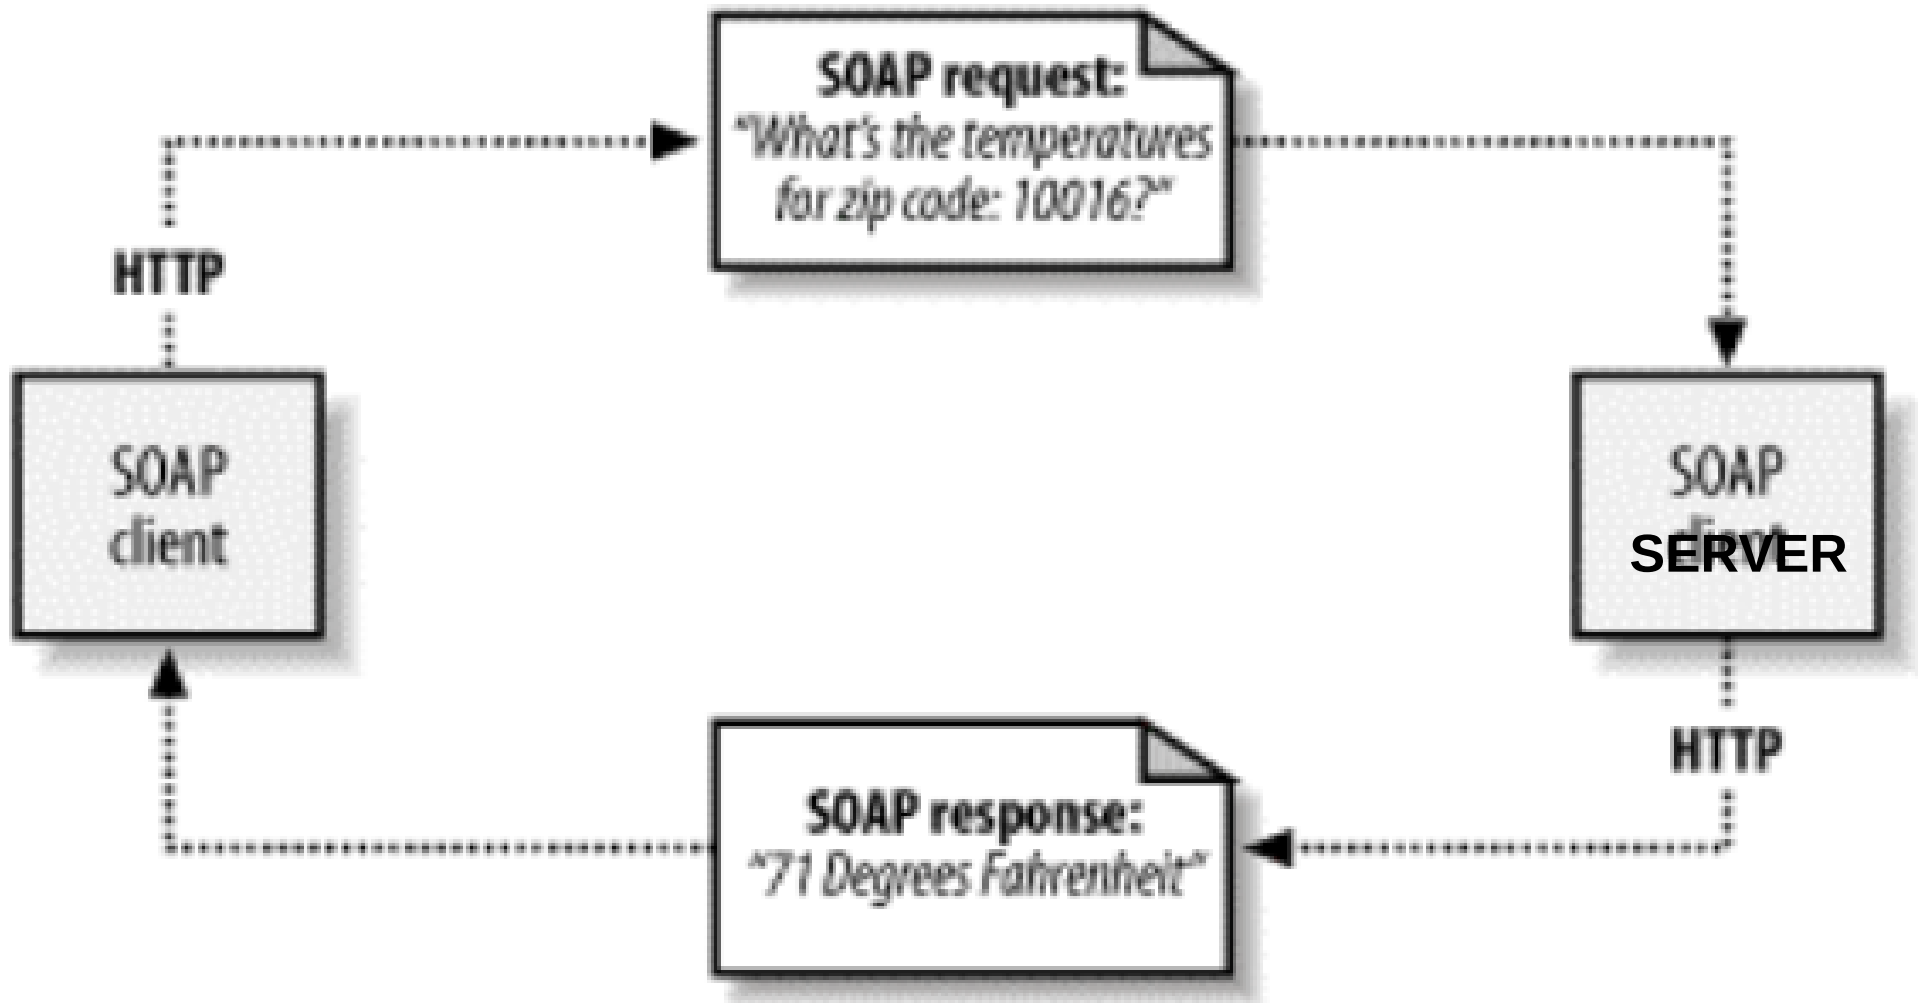 SOAP request:
"What's the temperatures
for zip code: 10016?"
HTTP
SOAP
client
SOAP
client
SERVER
HTTP
SOAP response:
"71 Degrees Fahrenheit"